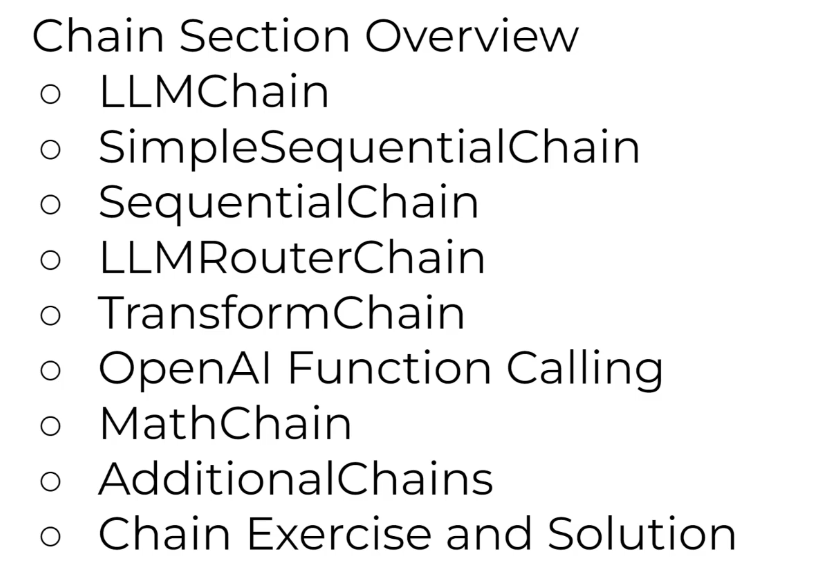 Chain Section Overview
○ LLMChain
○ SimpleSequentialChain
○ SequentialChain
○ LLMRouterChain
○ TransformChain
○ OpenAI Function Calling
○ MathChain
○ AdditionalChains
○ Chain Exercise and Solution